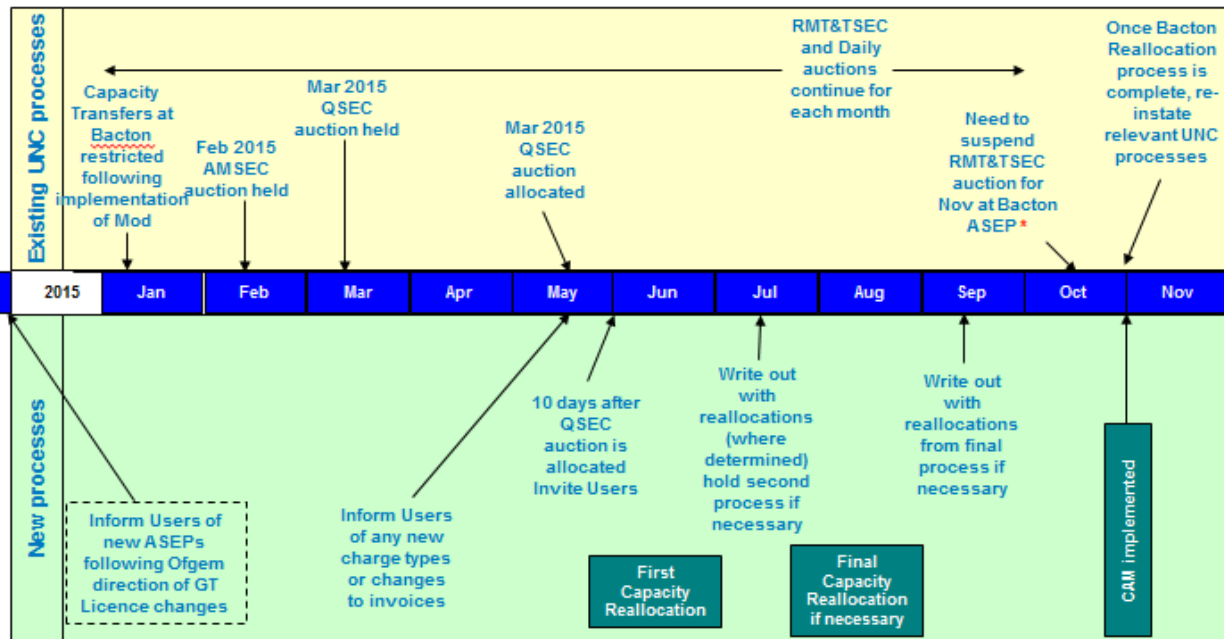 Existing UNC processes
Capacity
Transfers at
Bacton
restricted
following
implementation
of Mod
Feb 2015
AMSEC
auction held
Mar 2015
QSEC
auction held
Mar 2015
QSEC
auction
allocated
RMT&TSEC
and Daily
auctions
continue for
each month
Need to
suspend
RMT&TSEC
auction for
Nov at Bacton
ASEP *
Once Bacton
Reallocation
process is
complete, re-
instate
relevant UNC
processes
2015 Jan Feb Mar Apr May Jun Jul Aug Sep Oct Nov
New processes
Inform Users of
new ASEPs
following Ofgem
direction of GT
Licence changes
Inform Users
of any new
charge types
or changes
to invoices
10 days after
QSEC
auction is
allocated
Invite Users
First
Capacity
Reallocation
Write out
with
reallocations
(where
determined)
hold second
process if
necessary
Final
Capacity
Reallocation
if necessary
Write out
with
reallocations
from final
process if
necessary
CAM implemented